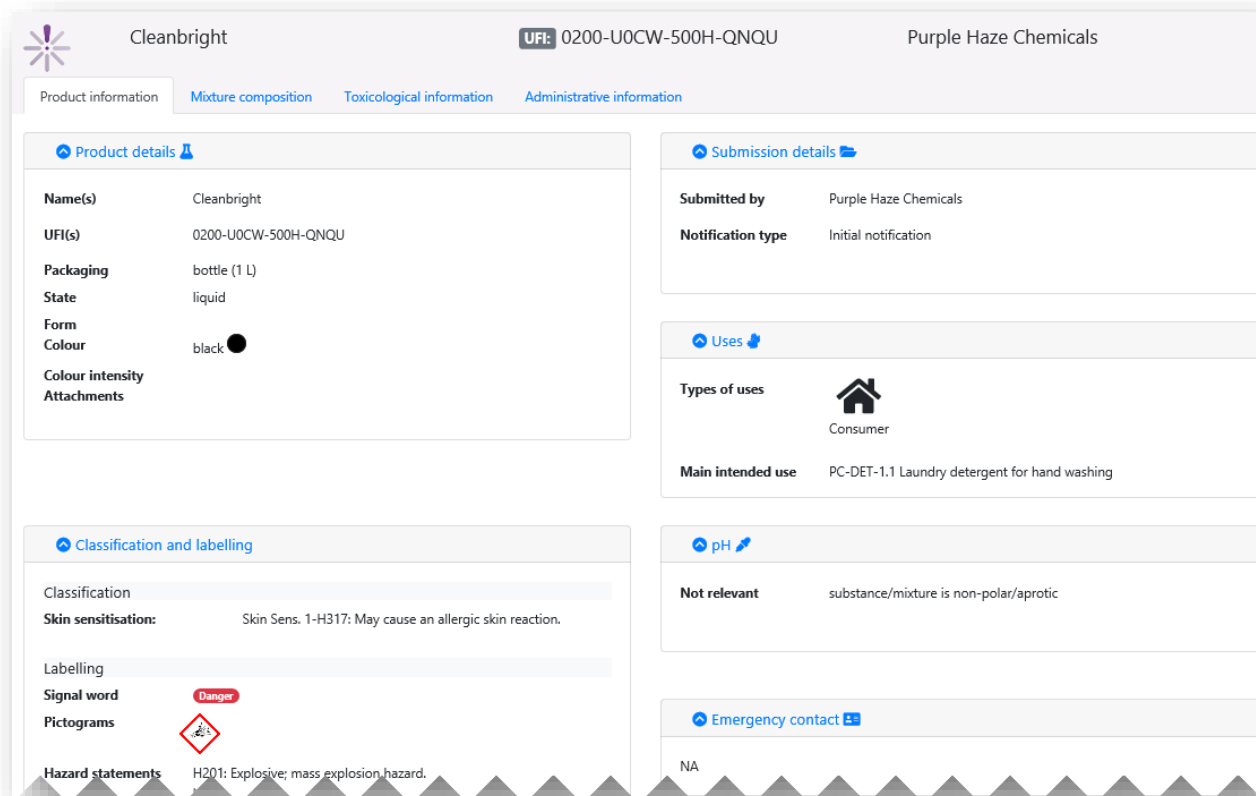 Cleanbright UFI: 0200-U0CW-500H-QNQU Purple Haze Chemicals
Product information Mixture composition Toxicological information Administrative information
Product details
Name(s) Cleanbright
UFI(s) 0200-U0CW-500H-QNQU
Packaging bottle (1 L)
State liquid
Form
Colour black
Colour intensity
Attachments
Submission details
Submitted by Purple Haze Chemicals
Notification type Initial notification
Uses
Types of uses
Consumer
Main intended use PC-DET-1.1 Laundry detergent for hand washing
Classification and labelling
Classification
Skin sensitisation: Skin Sens. 1-H317: May cause an allergic skin reaction.
Labelling
Signal word Danger
Pictograms
Hazard statements H201: Explosive; mass explosion hazard.
pH
Not relevant substance/mixture is non-polar/aprotic
Emergency contact
NA